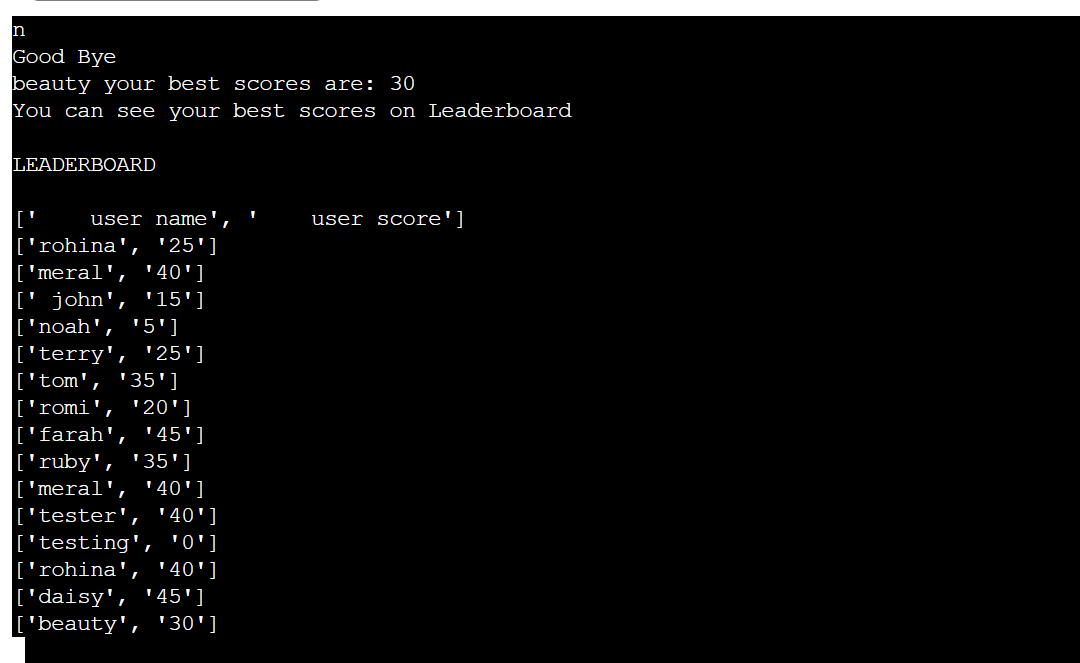 n
Good Bye
beauty your best scores are: 30
You can see your best scores on Leaderboard
LEADERBOARD
['    user name', '    user score']
['rohina', '25']
['meral', '40']
[' john', '15']
['noah', '5']
['terry', '25']
['tom', '35']
['romi', '20']
['farah', '45']
['ruby', '35']
['meral', '40']
['tester', '40']
['testing', '0']
['rohina', '40']
['daisy', '45']
['beauty', '30']